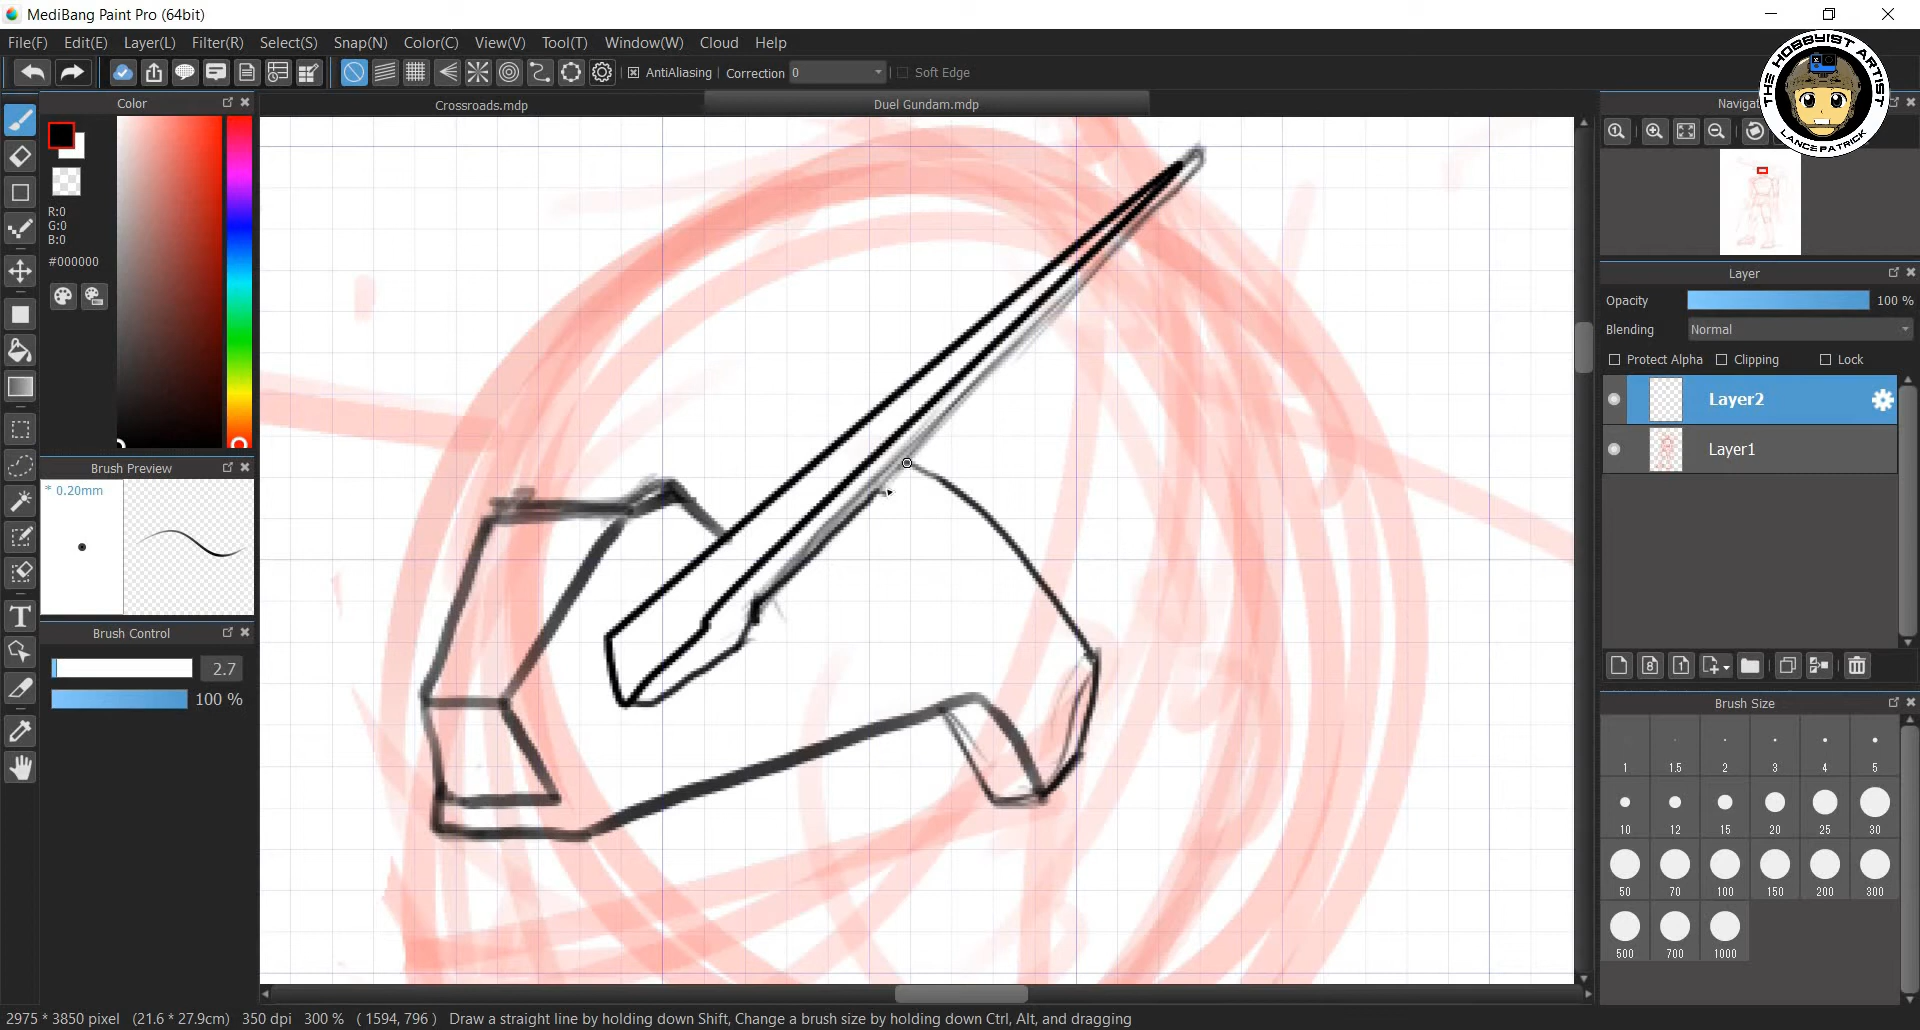 MediBang Paint Pro (64bit)
File(F) Edit(E) Layer(L) Filter(R) Select(S) Snap(N) Color(C) View(V) Tool(T) Window(W) Cloud Help
AntiAliasing Correction 0 Soft Edge
THE HOBBYIST ARTIST
LANCE PATRICK
Color
Crossroads.mdp
Duel Gundam.mdp
R:0
G:0
B:0
#000000
Brush Preview
* 0.20mm
Brush Control
2.7
100 %
Layer
Opacity 100 %
Blending Normal
Protect Alpha Clipping Lock
Layer2
Layer1
8 1
Brush Size
1 1.5 2 3 4 5
10 12 15 20 25 30
50 70 100 150 200 300
500 700 1000
T
2975 * 3850 pixel (21.6 * 27.9cm) 350 dpi 300 % ( 1594, 796 ) Draw a straight line by holding down Shift, Change a brush size by holding down Ctrl, Alt, and dragging